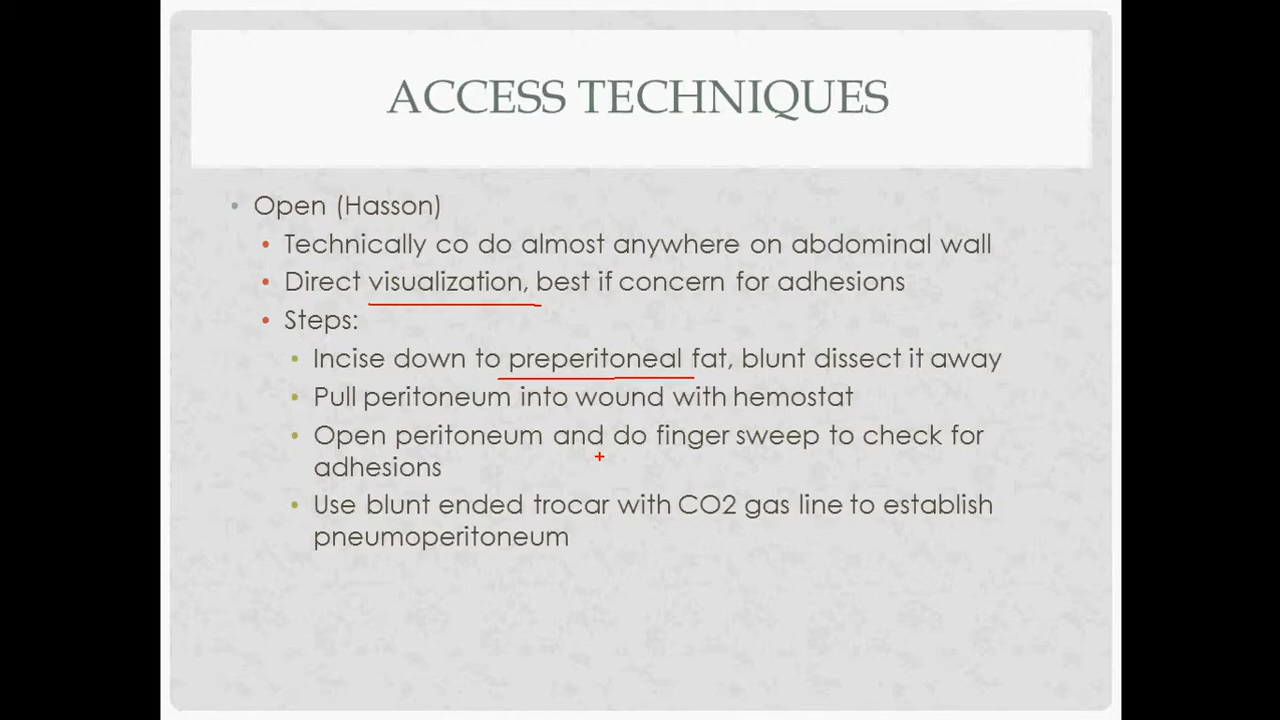 ACCESS TECHNIQUES
Open (Hasson)
Technically co do almost anywhere on abdominal wall
Direct visualization, best if concern for adhesions
Steps:
Incise down to preperitoneal fat, blunt dissect it away
Pull peritoneum into wound with hemostat
Open peritoneum and do finger sweep to check for
adhesions
Use blunt ended trocar with CO2 gas line to establish
pneumoperitoneum